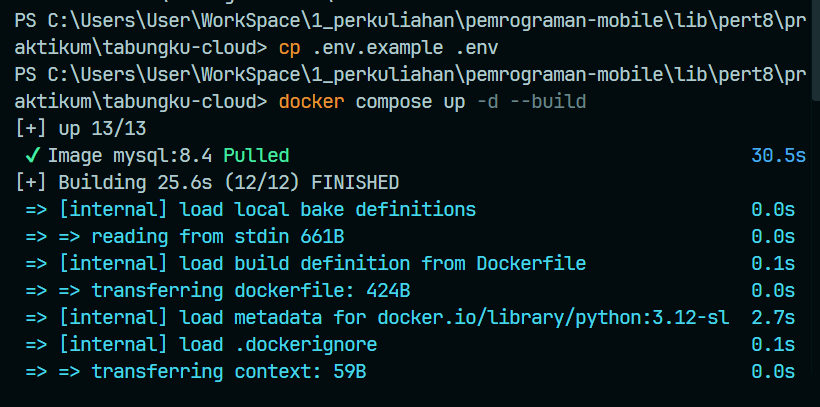 PS C:\Users\User\WorkSpace\1_perkuliahan\pemrograman-mobile\lib\pert8\pr
aktikum\tabungku-cloud> cp .env.example .env
PS C:\Users\User\WorkSpace\1_perkuliahan\pemrograman-mobile\lib\pert8\pr
aktikum\tabungku-cloud> docker compose up -d --build
[+] up 13/13
✔ Image mysql:8.4 Pulled 30.5s
[+] Building 25.6s (12/12) FINISHED
=> [internal] load local bake definitions 0.0s
=> => reading from stdin 661B 0.0s
=> [internal] load build definition from Dockerfile 0.1s
=> => transferring dockerfile: 424B 0.0s
=> [internal] load metadata for docker.io/library/python:3.12-sl 2.7s
=> [internal] load .dockerignore 0.1s
=> => transferring context: 59B 0.0s